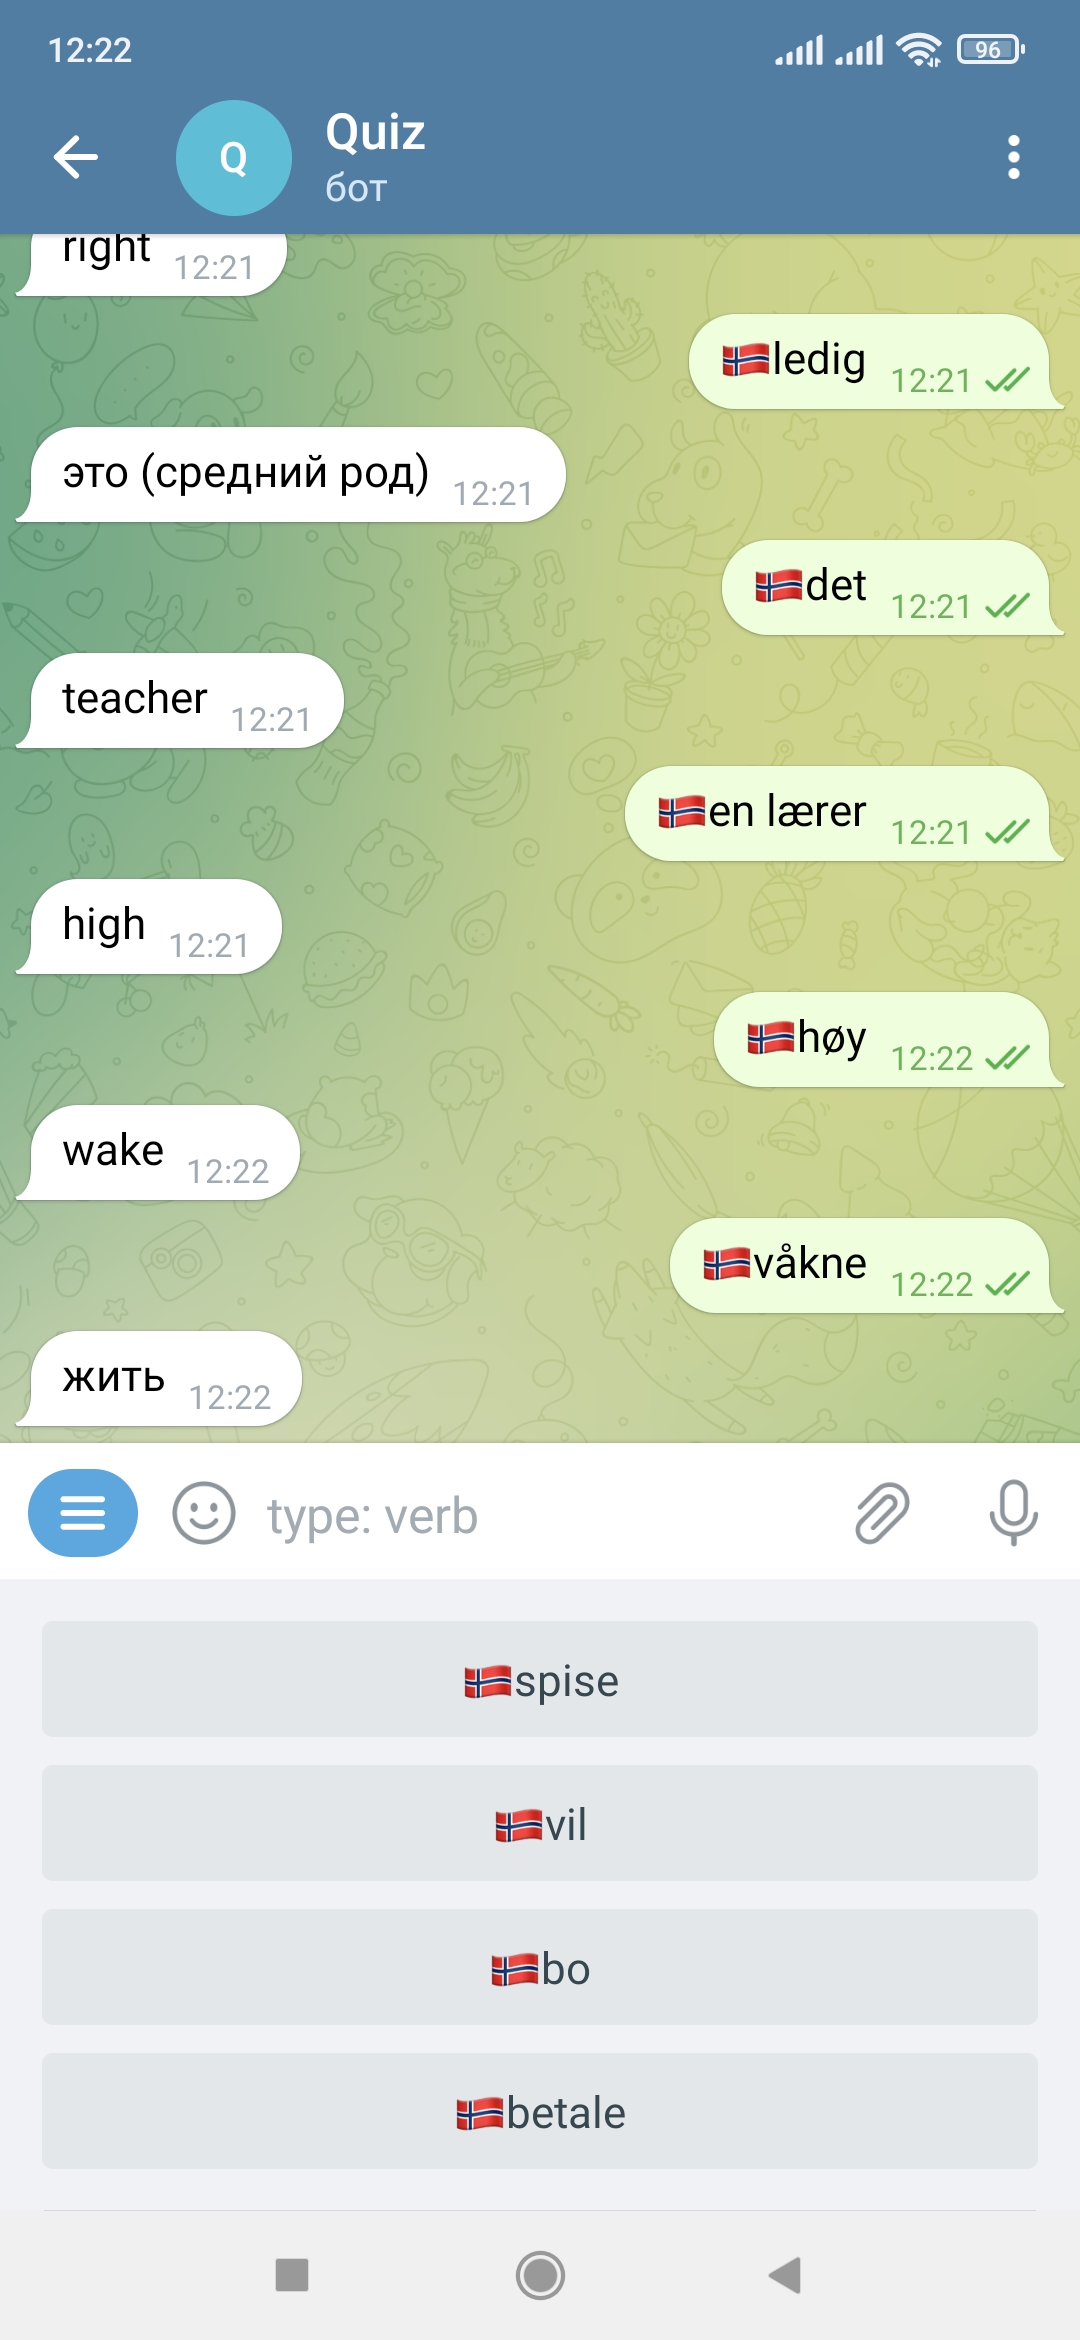 12:22
96
Q
Quiz
бот
right 12:21
🇳🇴ledig 12:21
это (средний род) 12:21
🇳🇴det 12:21
teacher 12:21
🇳🇴en lærer 12:21
high 12:21
🇳🇴høy 12:22
wake 12:22
🇳🇴våkne 12:22
жить 12:22
type: verb
🇳🇴spise
🇳🇴vil
🇳🇴bo
🇳🇴betale